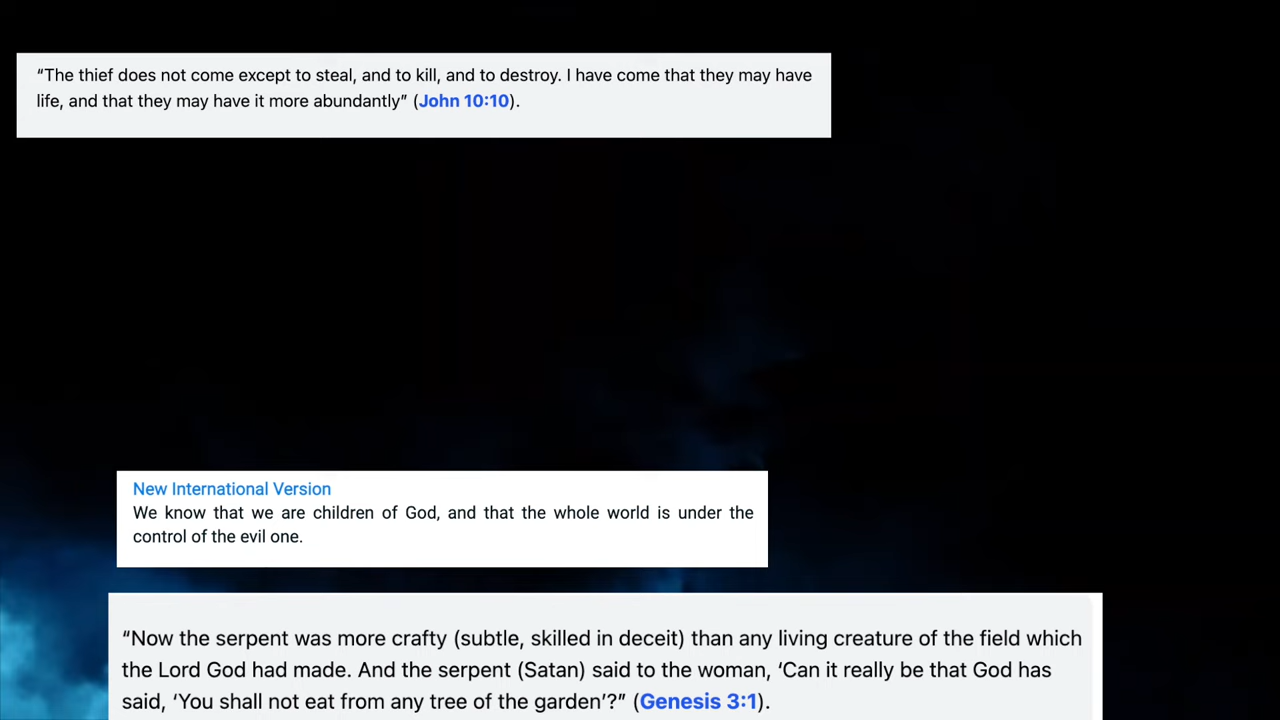 “The thief does not come except to steal, and to kill, and to destroy. I have come that they may have
life, and that they may have it more abundantly” (John 10:10).
New International Version
We know that we are children of God, and that the whole world is under the
control of the evil one.
“Now the serpent was more crafty (subtle, skilled in deceit) than any living creature of the field which
the Lord God had made. And the serpent (Satan) said to the woman, ‘Can it really be that God has
said, ‘You shall not eat from any tree of the garden’?” (Genesis 3:1).